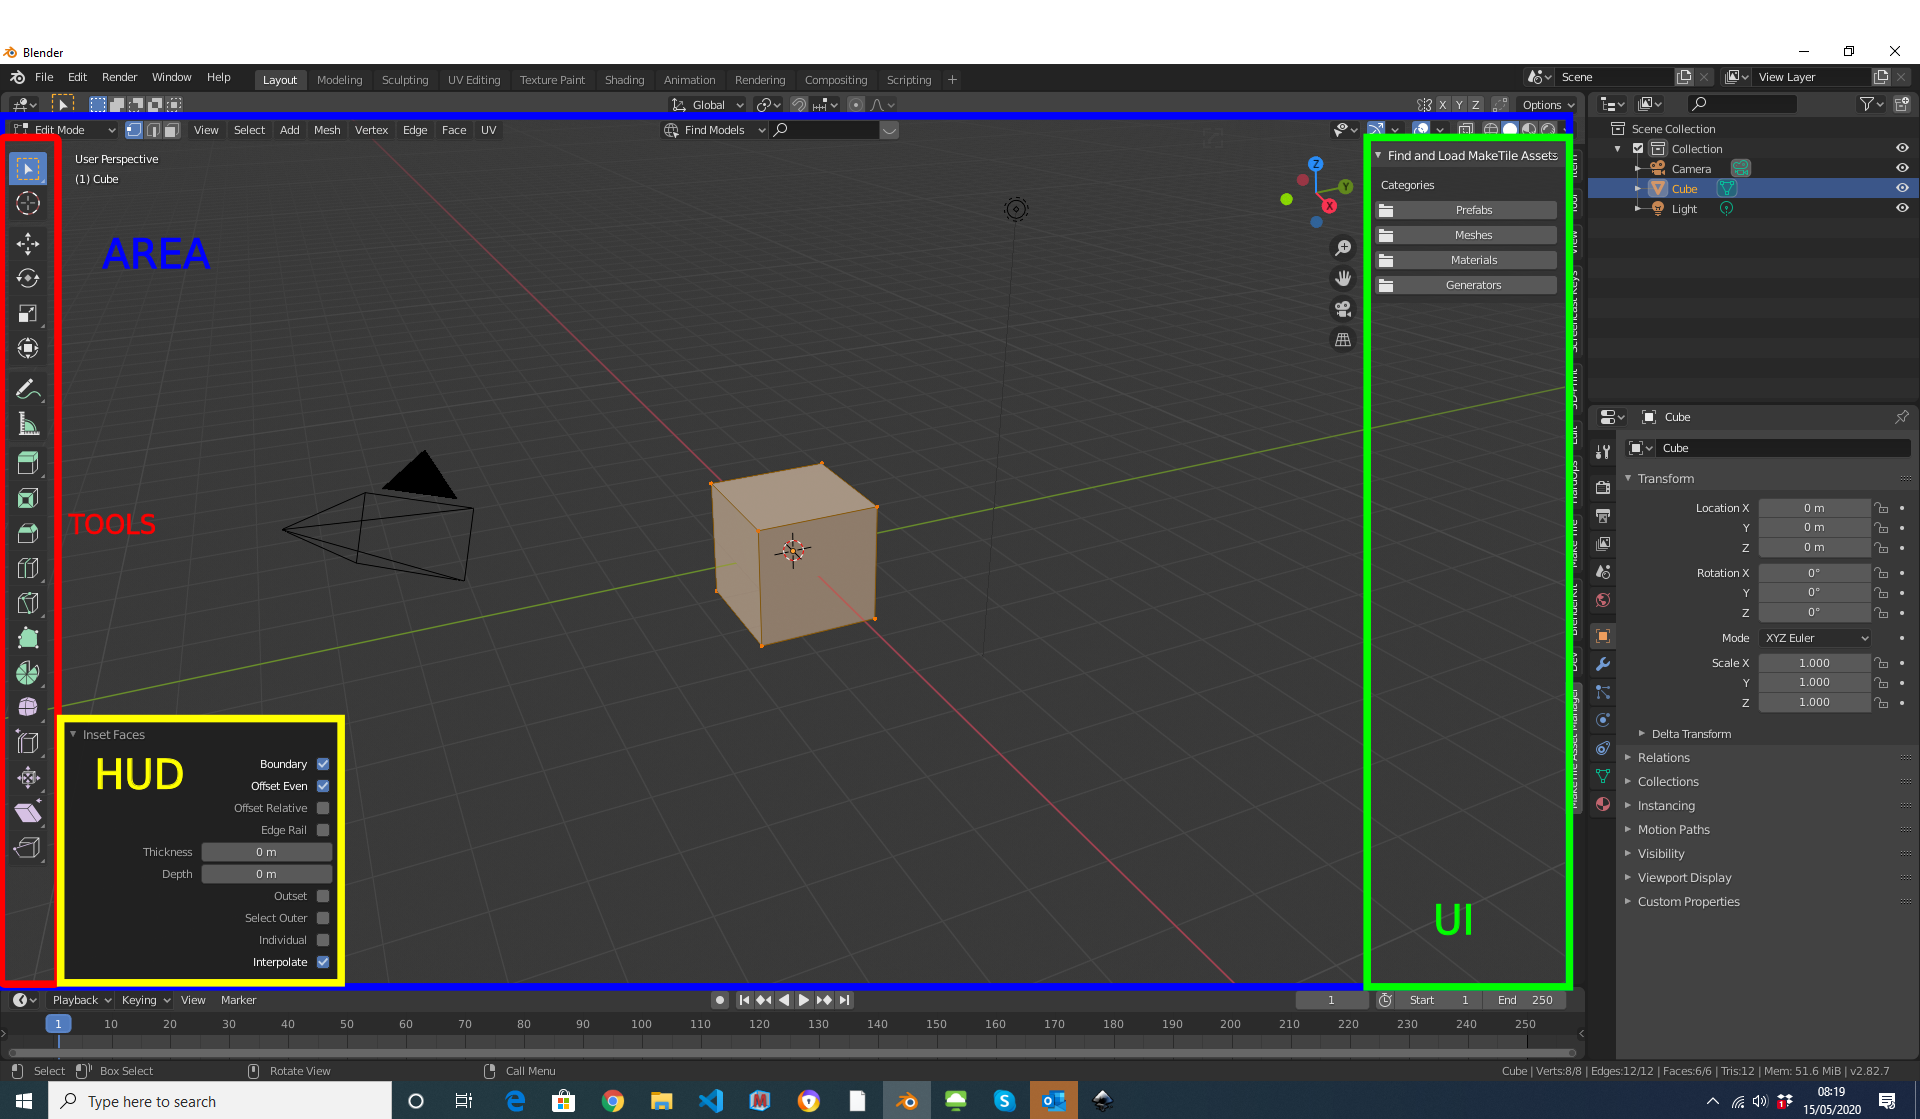 Blender
File Edit Render Window Help Layout Modeling Sculpting UV Editing Texture Paint Shading Animation Rendering Compositing Scripting + Scene View Layer
Global X Y Z Options
Edit Mode View Select Add Mesh Vertex Edge Face UV Find Models
User Perspective
(1) Cube
AREA
TOOLS
HUD
UI
Z
Y
X
Find and Load MakeTile Assets
Categories
Prefabs
Meshes
Materials
Generators
Inset Faces
Boundary
Offset Even
Offset Relative
Edge Rail
Thickness 0 m
Depth 0 m
Outset
Select Outer
Individual
Interpolate
Scene Collection
Collection
Camera
Cube
Light
Cube
Cube
Transform
Location X 0 m
Y 0 m
Z 0 m
Rotation X 0°
Y 0°
Z 0°
Mode XYZ Euler
Scale X 1.000
Y 1.000
Z 1.000
Delta Transform
Relations
Collections
Instancing
Motion Paths
Visibility
Viewport Display
Custom Properties
Playback Keying View Marker 1 Start 1 End 250
1 10 20 30 40 50 60 70 80 90 100 110 120 130 140 150 160 170 180 190 200 210 220 230 240 250
Select Box Select Rotate View Call Menu Cube | Verts:8/8 | Edges:12/12 | Faces:6/6 | Tris:12 | Mem: 51.6 MiB | v2.82.7
Type here to search
08:19
15/05/2020